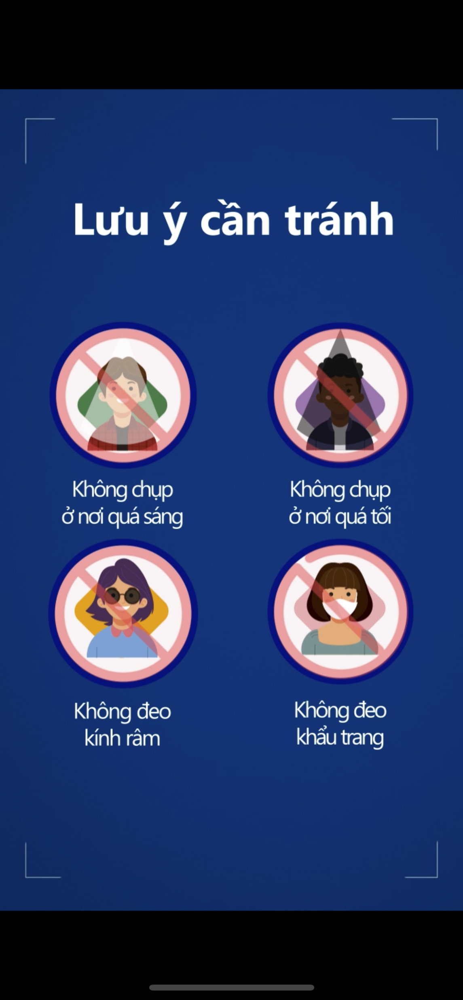 Lưu ý cần tránh
Không chụp
ở nơi quá sáng
Không chụp
ở nơi quá tối
Không đeo
kính râm
Không đeo
khẩu trang